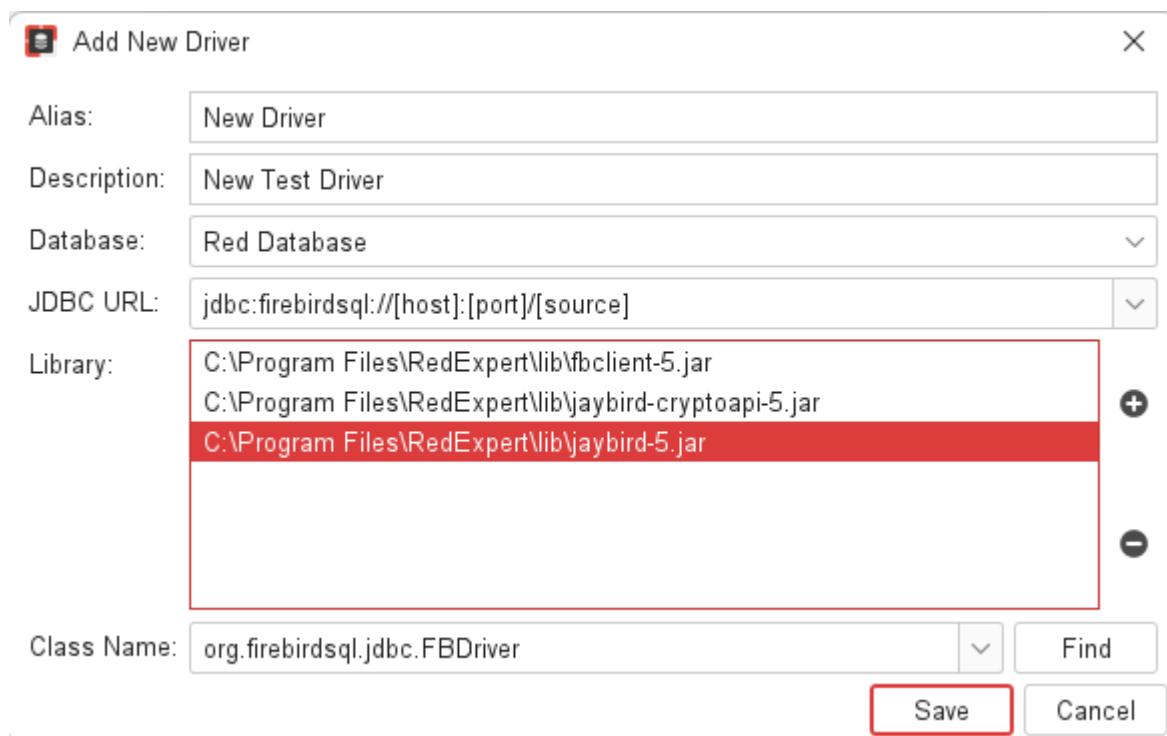 Add New Driver
Alias: New Driver
Description: New Test Driver
Database: Red Database
JDBC URL: jdbc:firebirdsql://[host]:[port]/[source]
Library: C:\Program Files\RedExpert\lib\fbclient-5.jar
C:\Program Files\RedExpert\lib\jaybird-cryptoapi-5.jar
C:\Program Files\RedExpert\lib\jaybird-5.jar
Class Name: org.firebirdsql.jdbc.FBDriver Find
Save Cancel